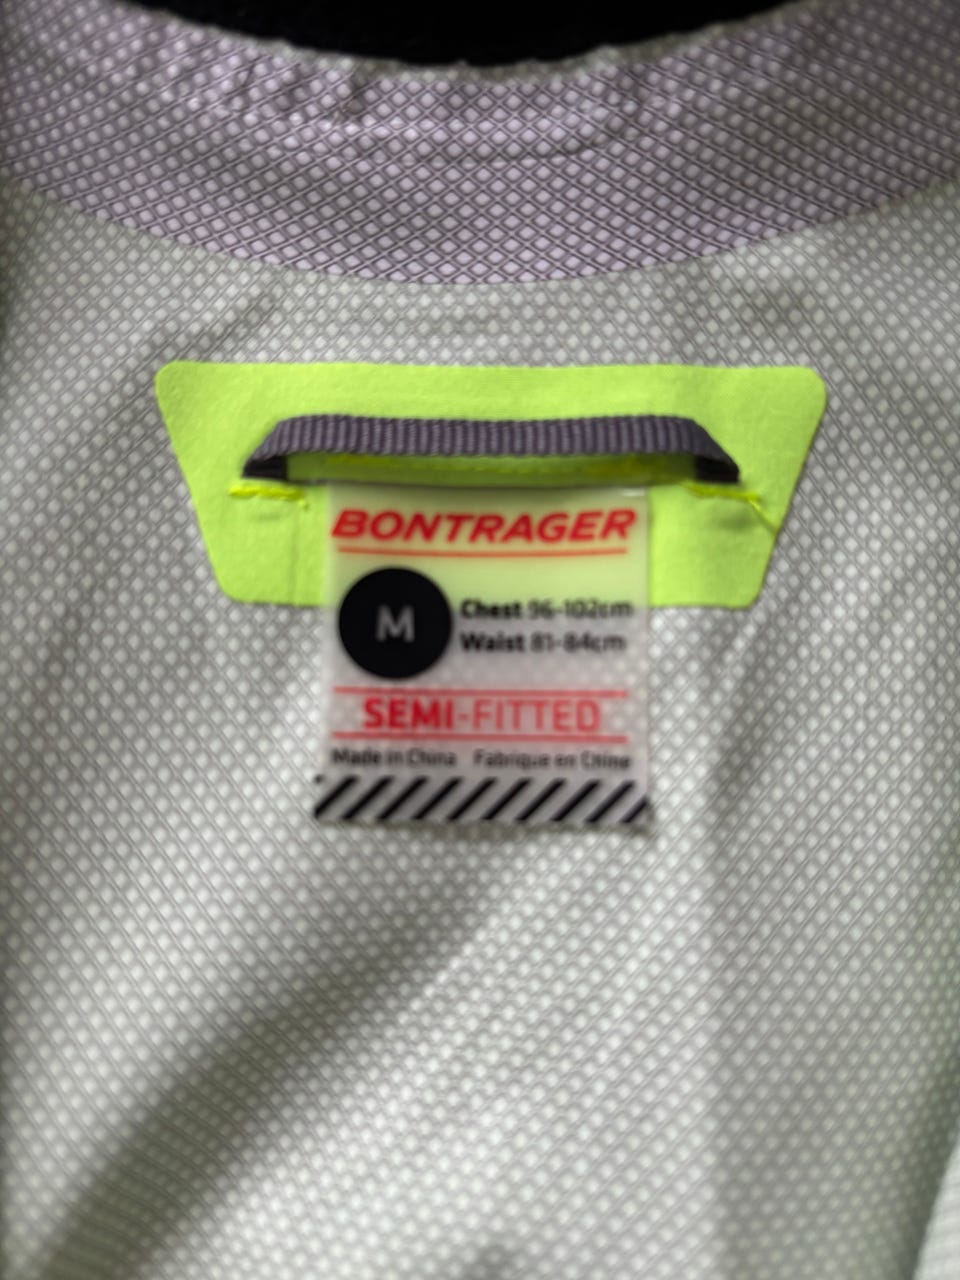 BONTRAGER
M
Chest 96-102cm
Waist 81-84cm
SEMI-FITTED
Made in China Fabriqué en Chine